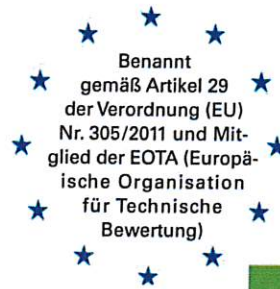 Benannt
gemäß Artikel 29
der Verordnung (EU)
Nr. 305/2011 und Mit-
glied der EOTA (Europä-
ische Organisation
für Technische
Bewertung)